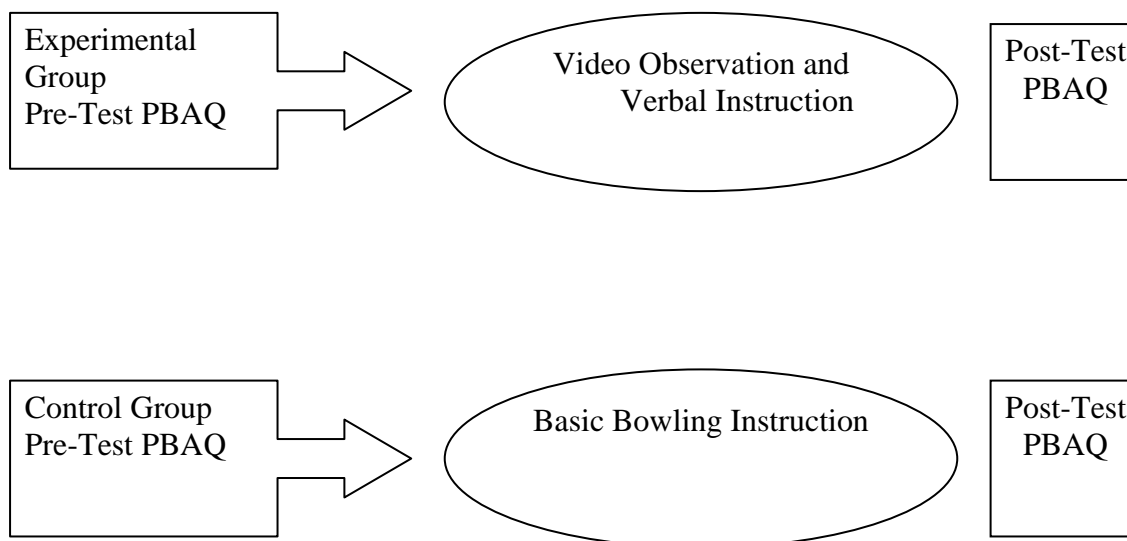 Experimental
Group
Pre-Test PBAQ
Video Observation and
Verbal Instruction
Post-Test
PBAQ
Control Group
Pre-Test PBAQ
Basic Bowling Instruction
Post-Test
PBAQ